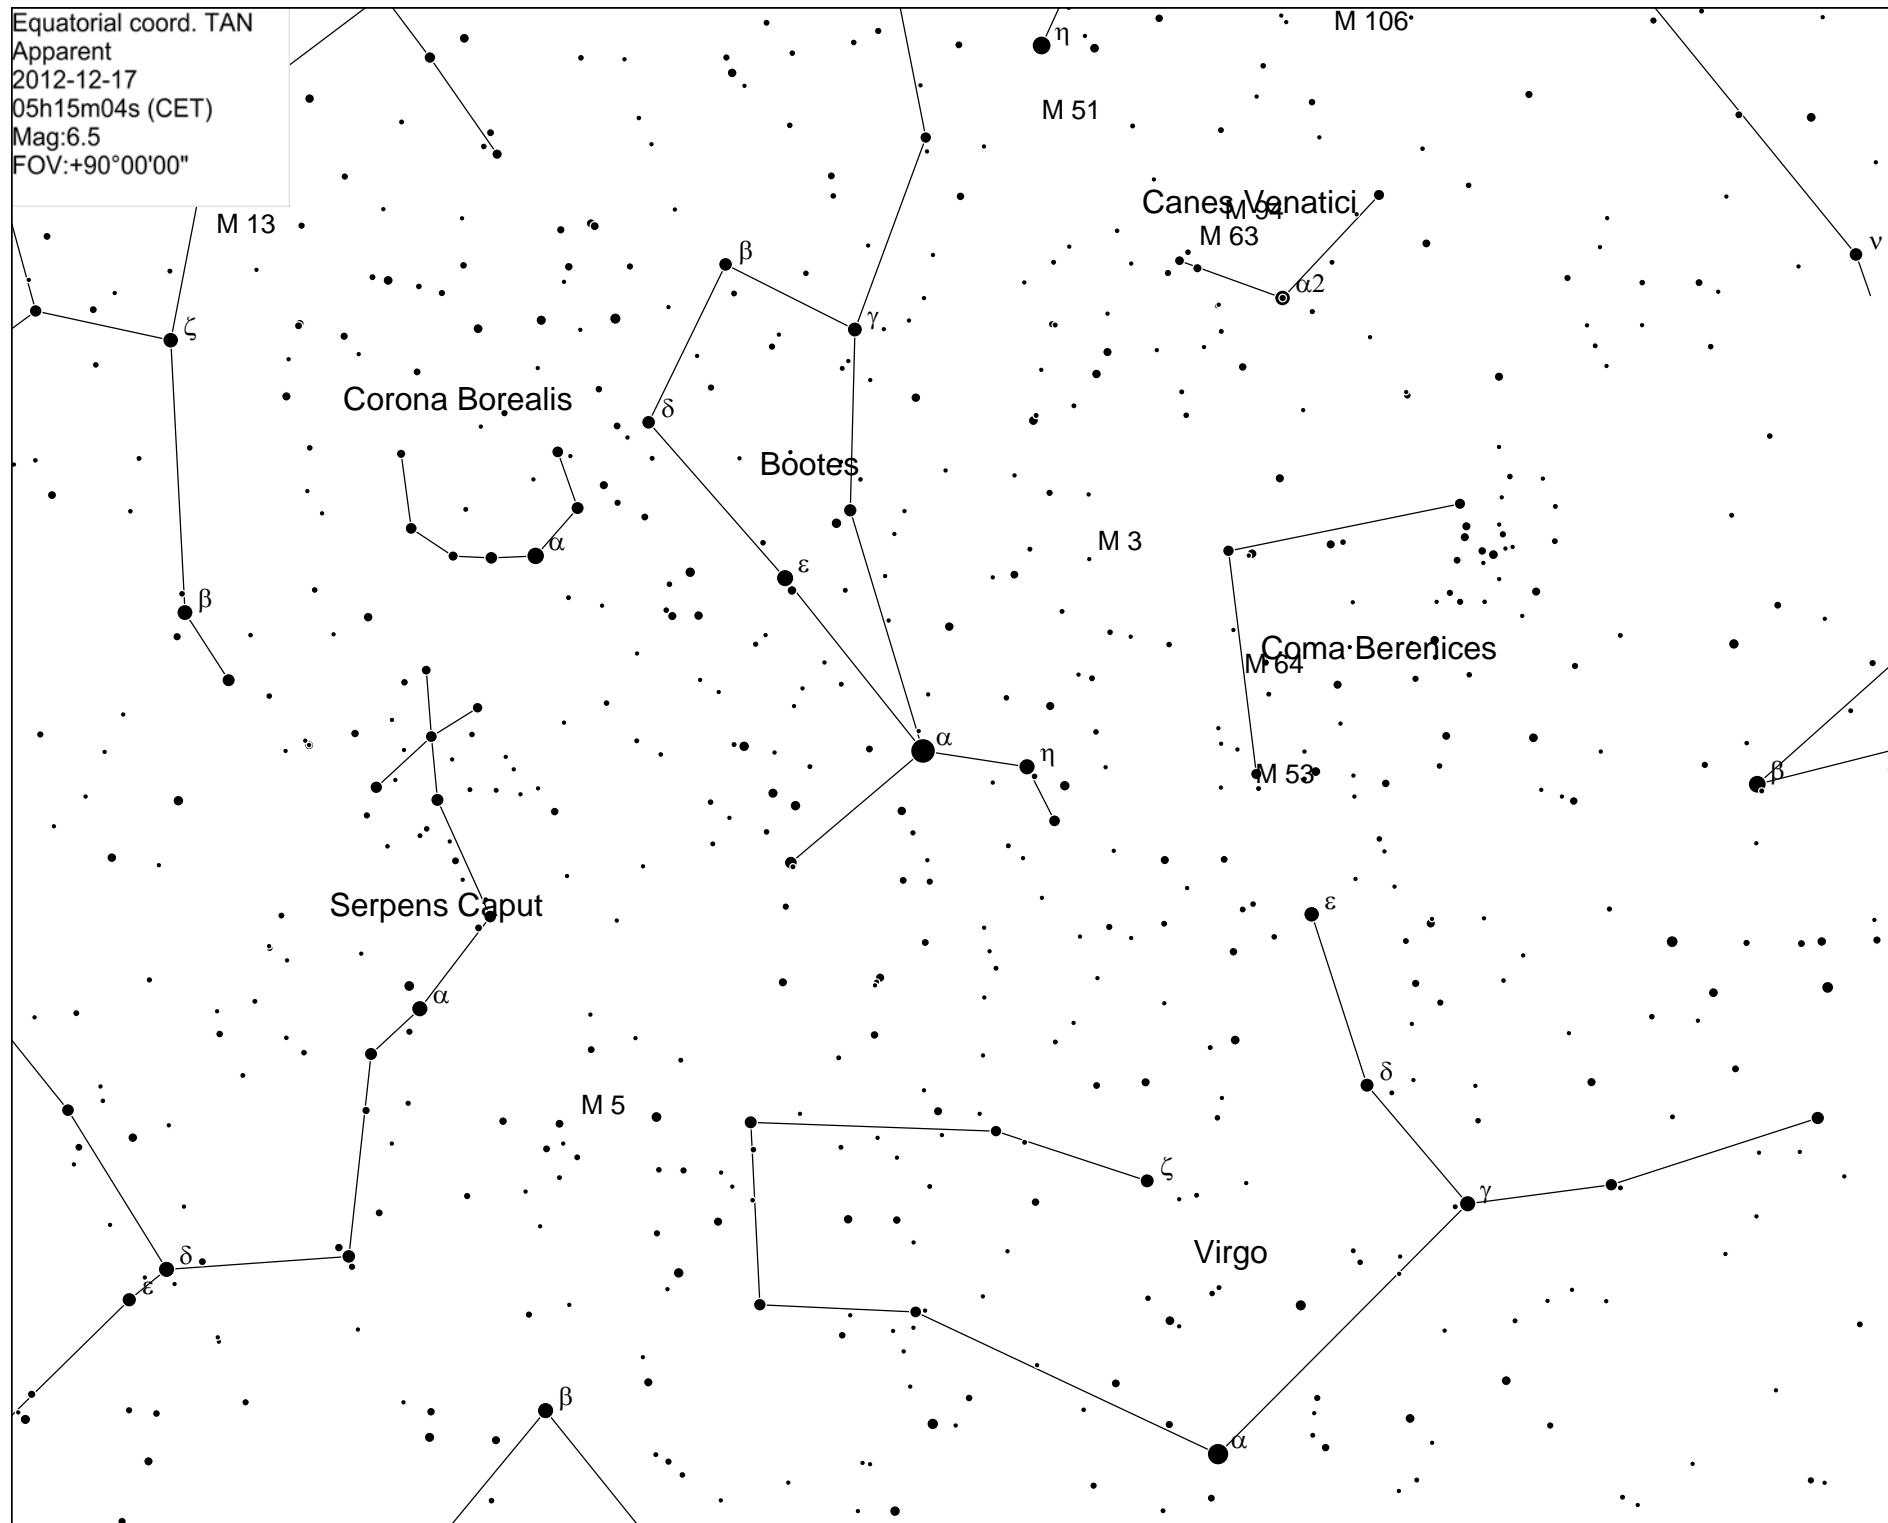 Equatorial coord. TAN
Apparent
2012-12-17
05h15m04s (CET)
Mag:6.5
FOV:+90°00'00"
M 106
η
M 51
Canes Venatici
M 94
M 63
M 13
β
ν
α2
ζ
γ
Corona Borealis
δ
Bootes
α
M 3
ε
β
Coma Berenices
M 64
α
η
M 53
β
Serpens Caput
ε
α
δ
M 5
ζ
γ
Virgo
δ
ε
β
α